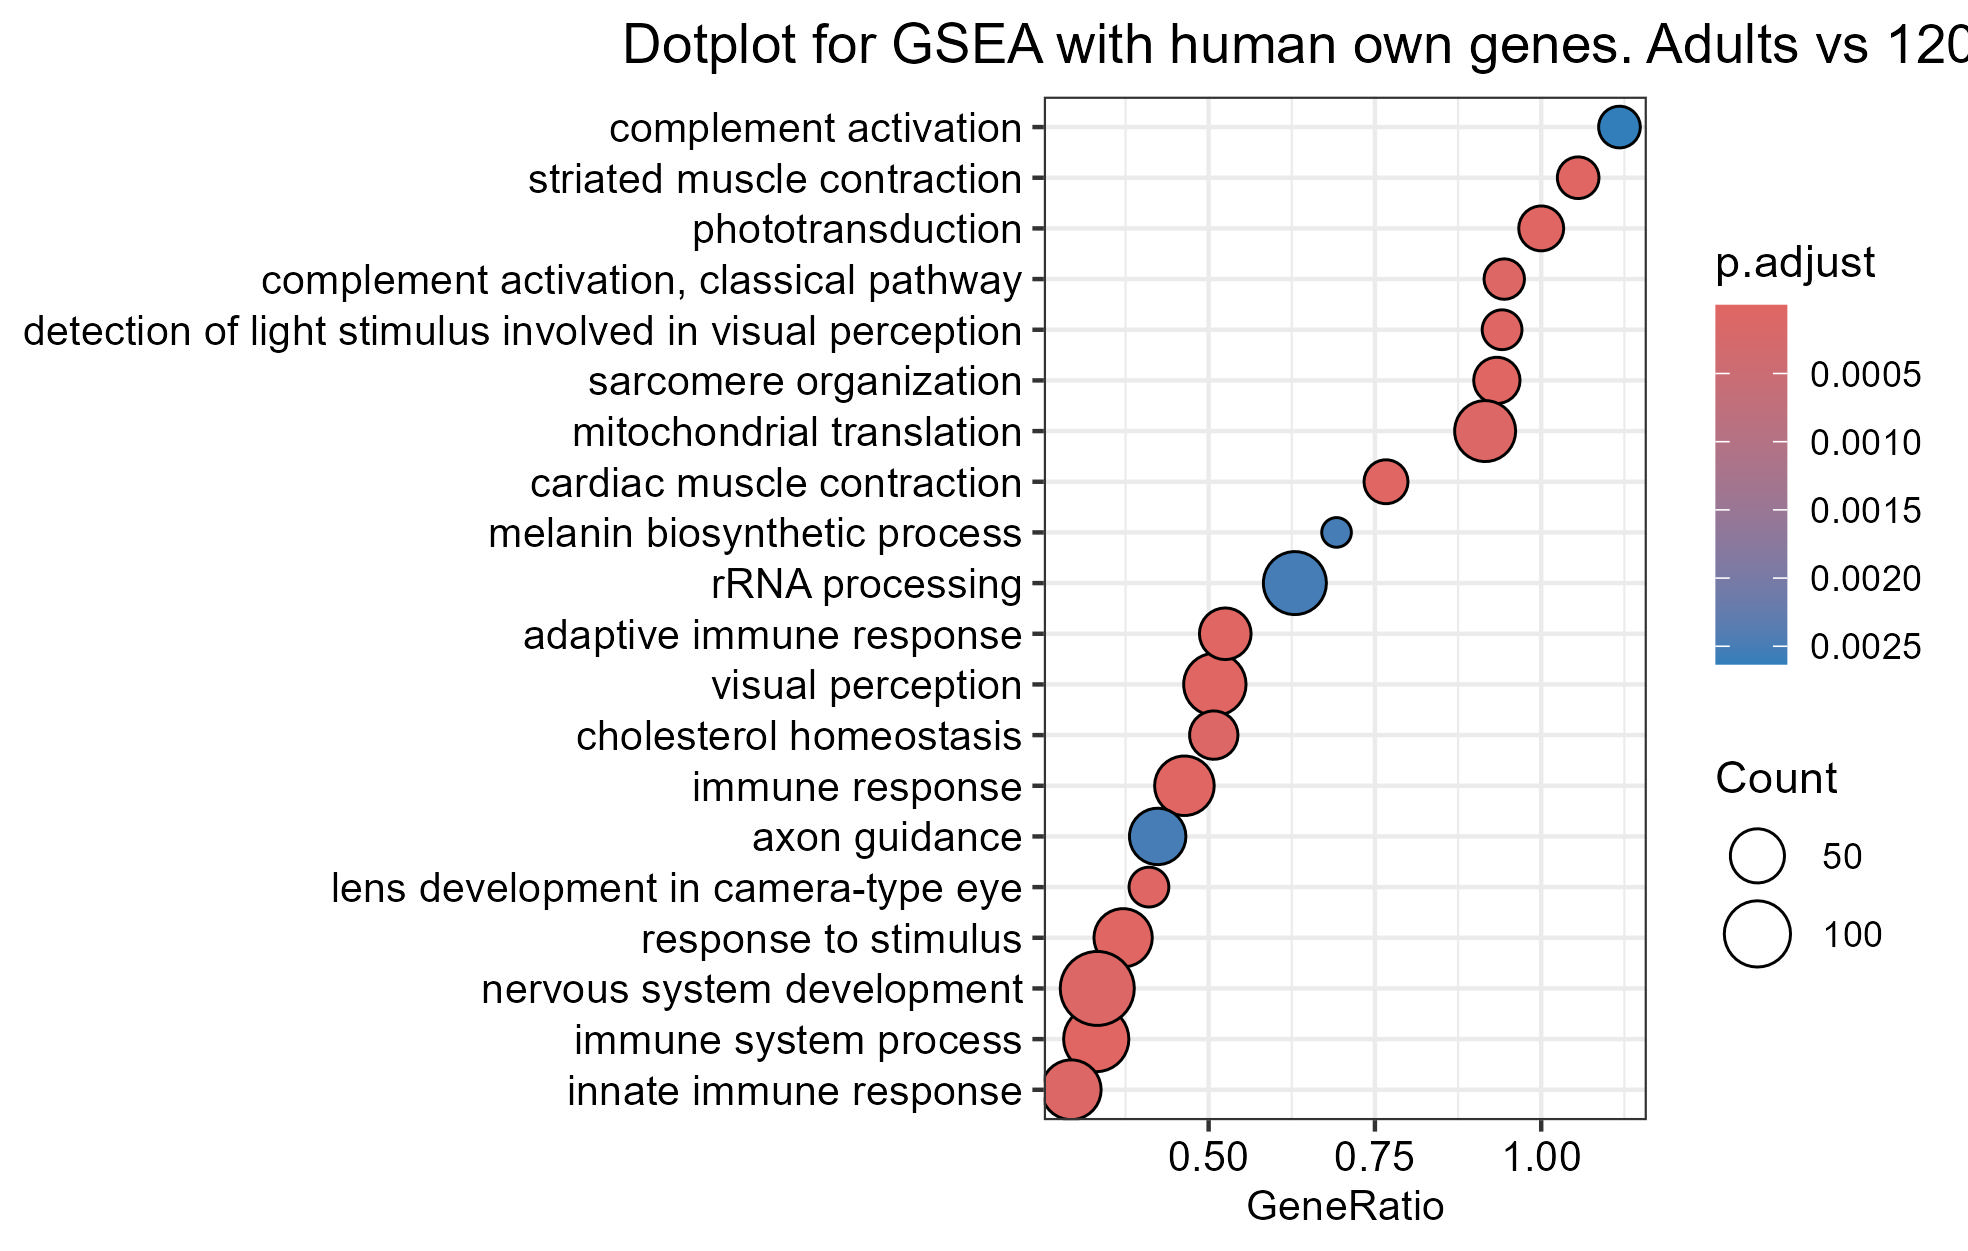 Dotplot for GSEA with human own genes. Adults vs 120
complement activation
striated muscle contraction
phototransduction
complement activation, classical pathway
detection of light stimulus involved in visual perception
sarcomere organization
mitochondrial translation
cardiac muscle contraction
melanin biosynthetic process
rRNA processing
adaptive immune response
visual perception
cholesterol homeostasis
immune response
axon guidance
lens development in camera-type eye
response to stimulus
nervous system development
immune system process
innate immune response
0.50 0.75 1.00
GeneRatio
p.adjust
0.0005
0.0010
0.0015
0.0020
0.0025
Count
50
100